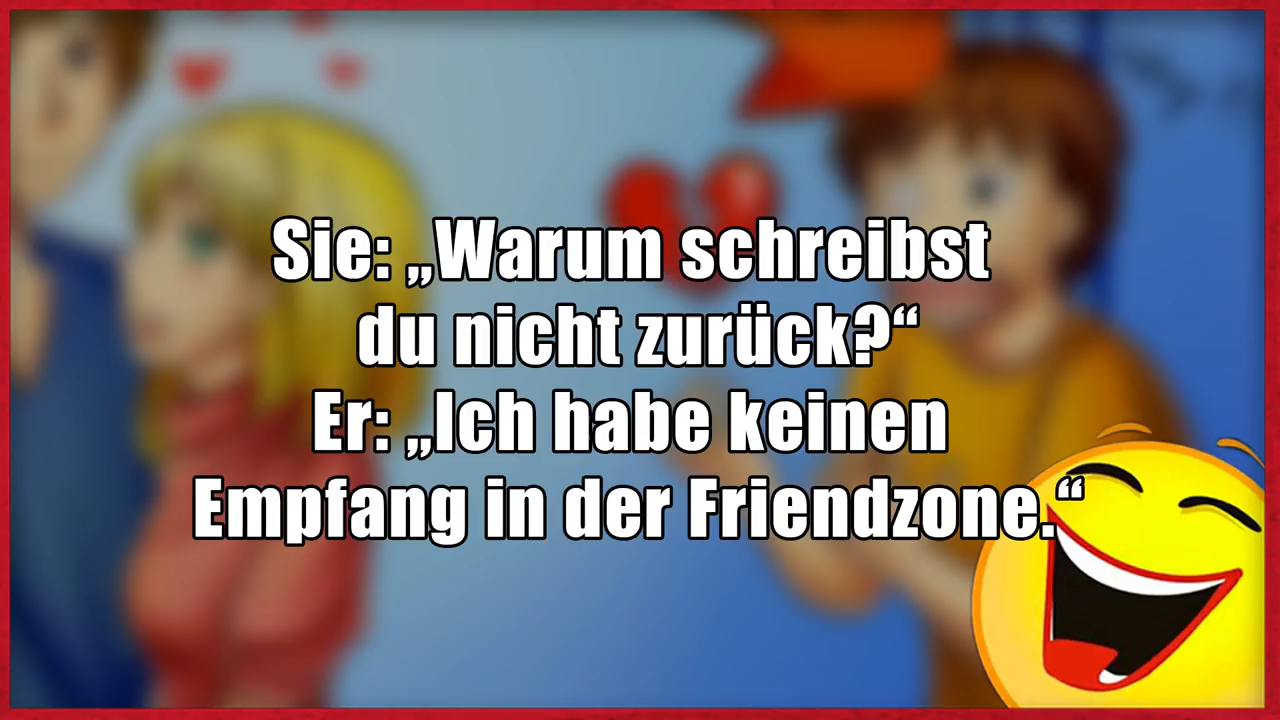 Sie: „Warum schreibst
du nicht zurück?“
Er: „Ich habe keinen
Empfang in der Friendzone.“